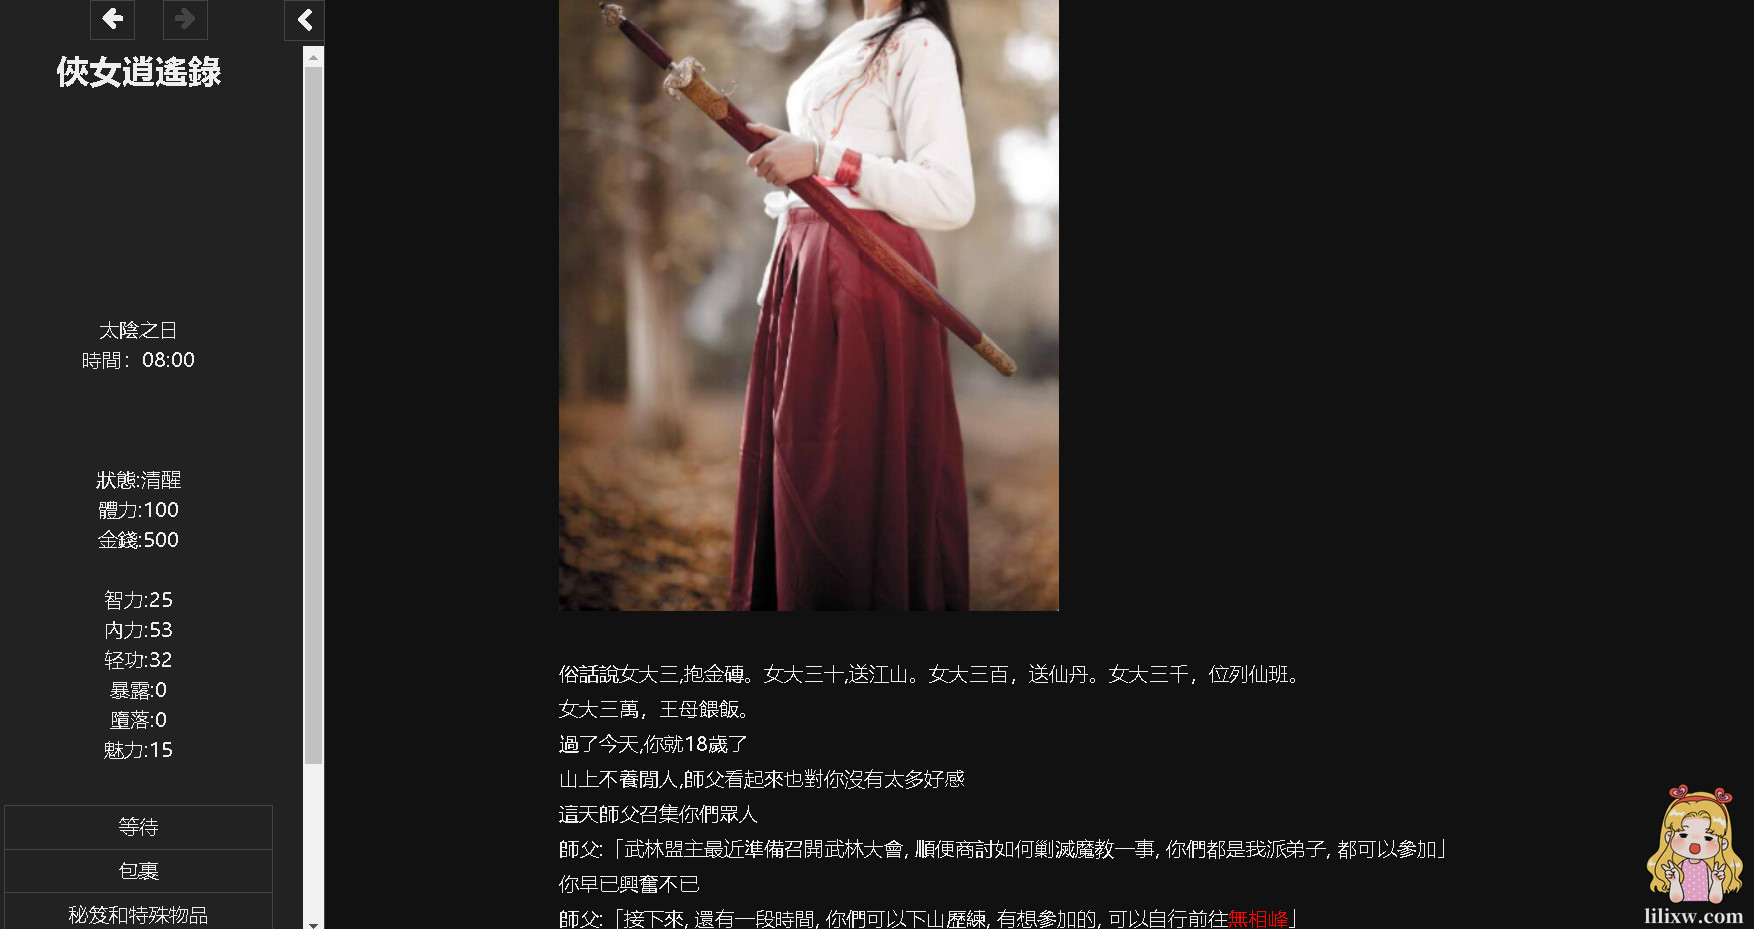 俠女逍遙錄
太陰之日
時間：08:00
狀態:清醒
體力:100
金錢:500
智力:25
內力:53
轻功:32
暴露:0
墮落:0
魅力:15
等待
包裹
秘笈和特殊物品
俗話說女大三,抱金磚。女大三十,送江山。女大三百，送仙丹。女大三千，位列仙班。
女大三萬，王母餵飯。
過了今天,你就18歲了
山上不養閒人,師父看起來也對你沒有太多好感
這天師父召集你們眾人
師父:「武林盟主最近準備召開武林大會, 順便商討如何剿滅魔教一事, 你們都是我派弟子, 都可以參加」
你早已興奮不已
師父:「接下來, 還有一段時間, 你們可以下山歷練, 有想參加的, 可以自行前往無相峰」
lilixw.com